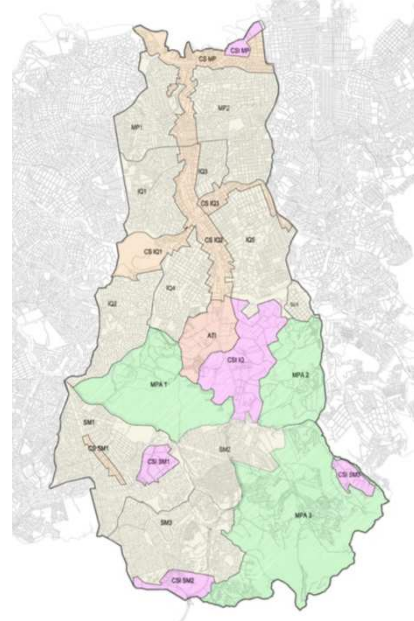 CSI MP
CS MP
MP2
MP1
IQ3
IQ1
CS IQ3
CS IQ2
IQ5
CS IQ1
IQ4
IQ2
ATI
CSI IQ
MPA 1
MPA 2
SM1
CS SM1
SM2
CSI SM1
CSI SM3
MPA 3
SM3
CSI SM2